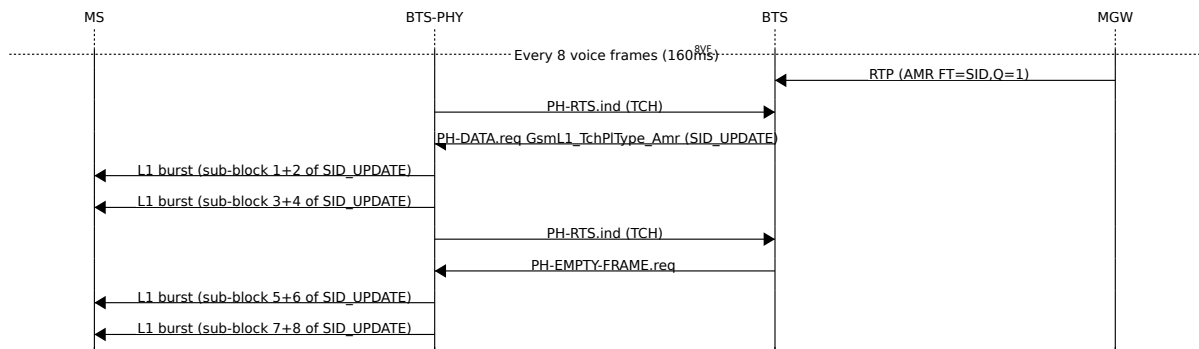 MS BTS-PHY BTS MGW
Every 8 voice frames (160ms) 8VF
RTP (AMR FT=SID,Q=1)
PH-RTS.ind (TCH)
PH-DATA.req GsmL1_TchPlType_Amr (SID_UPDATE)
L1 burst (sub-block 1+2 of SID_UPDATE)
L1 burst (sub-block 3+4 of SID_UPDATE)
PH-RTS.ind (TCH)
PH-EMPTY-FRAME.req
L1 burst (sub-block 5+6 of SID_UPDATE)
L1 burst (sub-block 7+8 of SID_UPDATE)